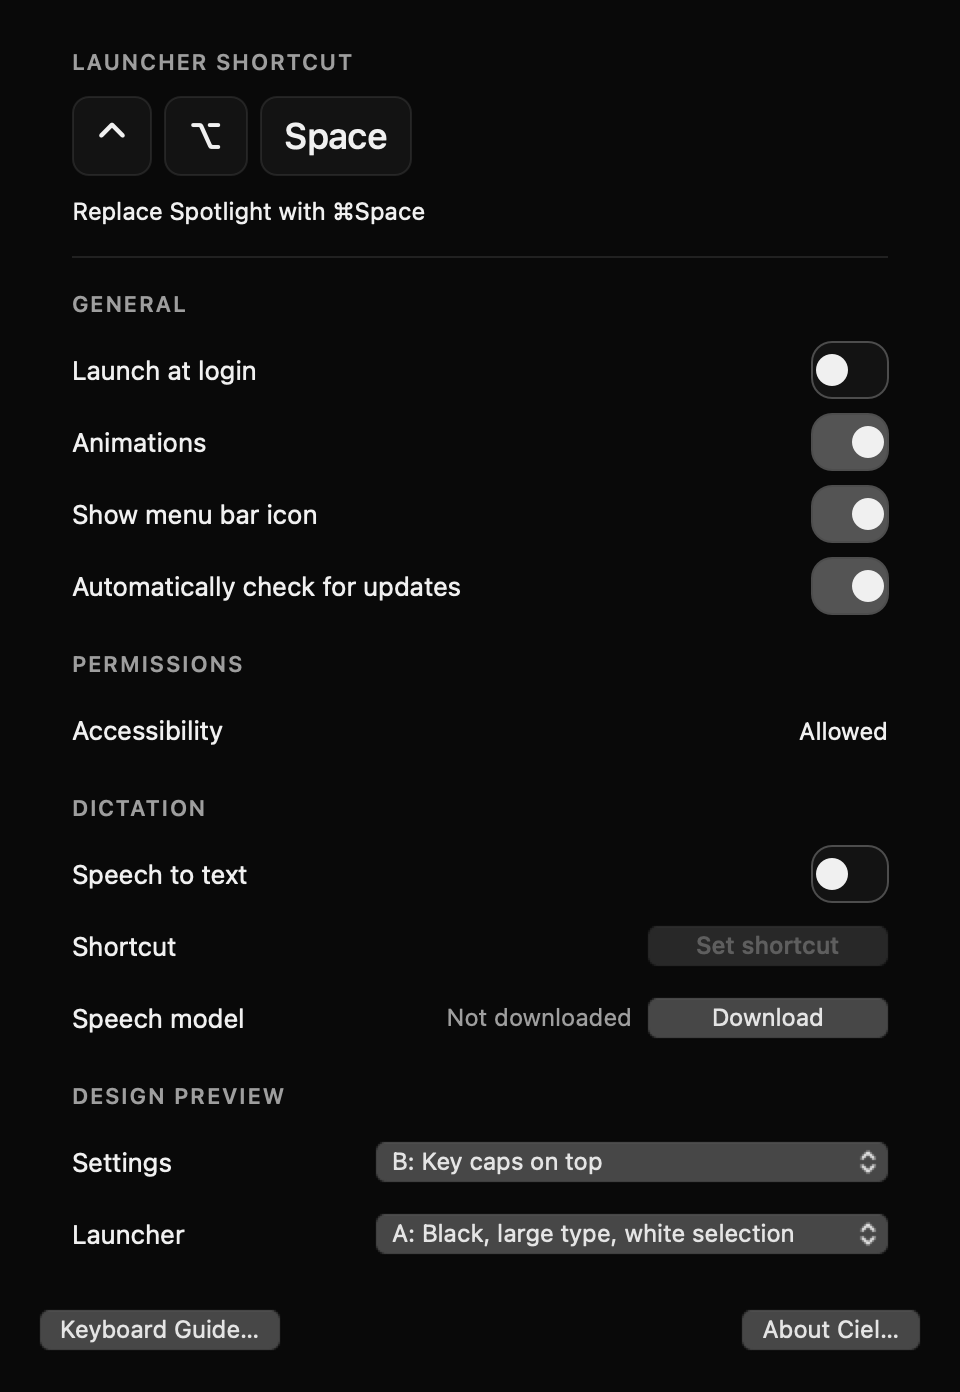 LAUNCHER SHORTCUT
^ ⌥ Space
Replace Spotlight with ⌘Space
GENERAL
Launch at login
Animations
Show menu bar icon
Automatically check for updates
PERMISSIONS
Accessibility Allowed
DICTATION
Speech to text
Shortcut Set shortcut
Speech model Not downloaded Download
DESIGN PREVIEW
Settings B: Key caps on top
Launcher A: Black, large type, white selection
Keyboard Guide... About Ciel...